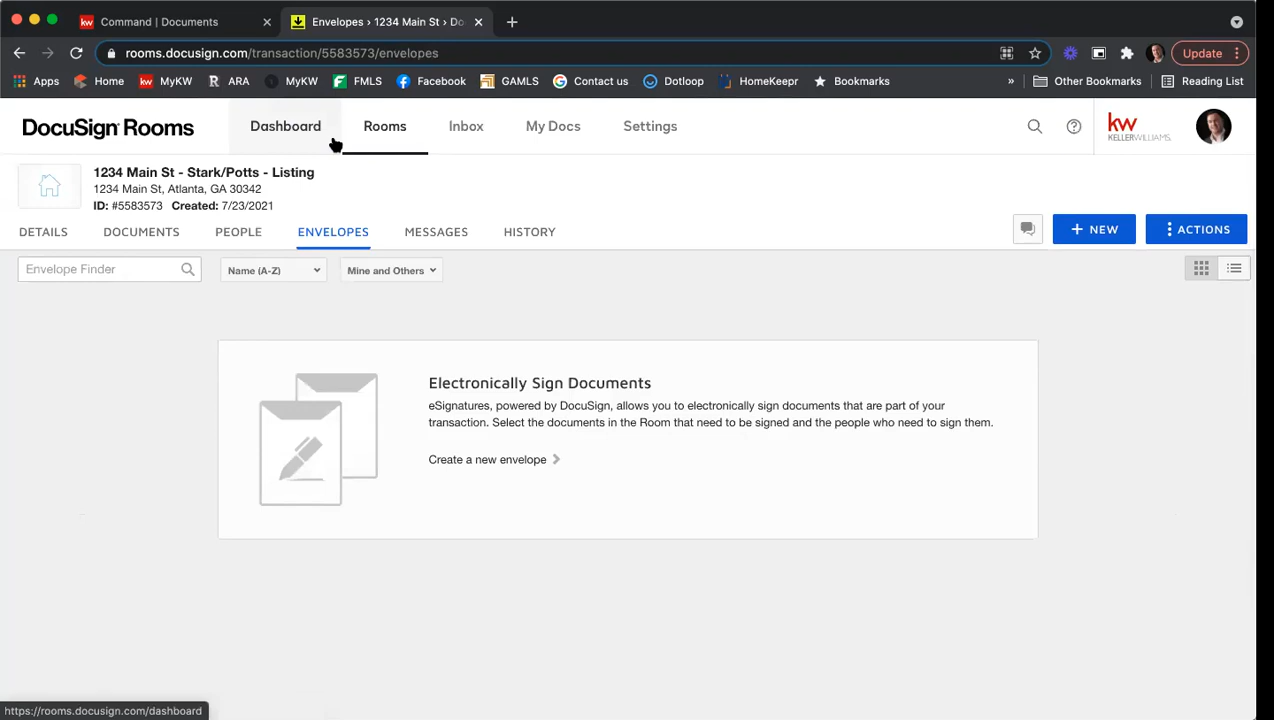 Command | Documents
Envelopes › 1234 Main St › Do
rooms.docusign.com/transaction/5583573/envelopes
Update
Apps
Home
kw MyKW
R ARA
MyKW
FMLS
Facebook
GAMLS
Contact us
Dotloop
HomeKeepr
Bookmarks
»
Other Bookmarks
Reading List
DocuSign Rooms
Dashboard
Rooms
Inbox
My Docs
Settings
kw
KELLERWILLIAMS.
1234 Main St - Stark/Potts - Listing
1234 Main St, Atlanta, GA 30342
ID: #5583573 Created: 7/23/2021
DETAILS
DOCUMENTS
PEOPLE
ENVELOPES
MESSAGES
HISTORY
+ NEW
ACTIONS
Envelope Finder
Name (A-Z)
Mine and Others
Electronically Sign Documents
eSignatures, powered by DocuSign, allows you to electronically sign documents that are part of your
transaction. Select the documents in the Room that need to be signed and the people who need to sign them.
Create a new envelope
https://rooms.docusign.com/dashboard